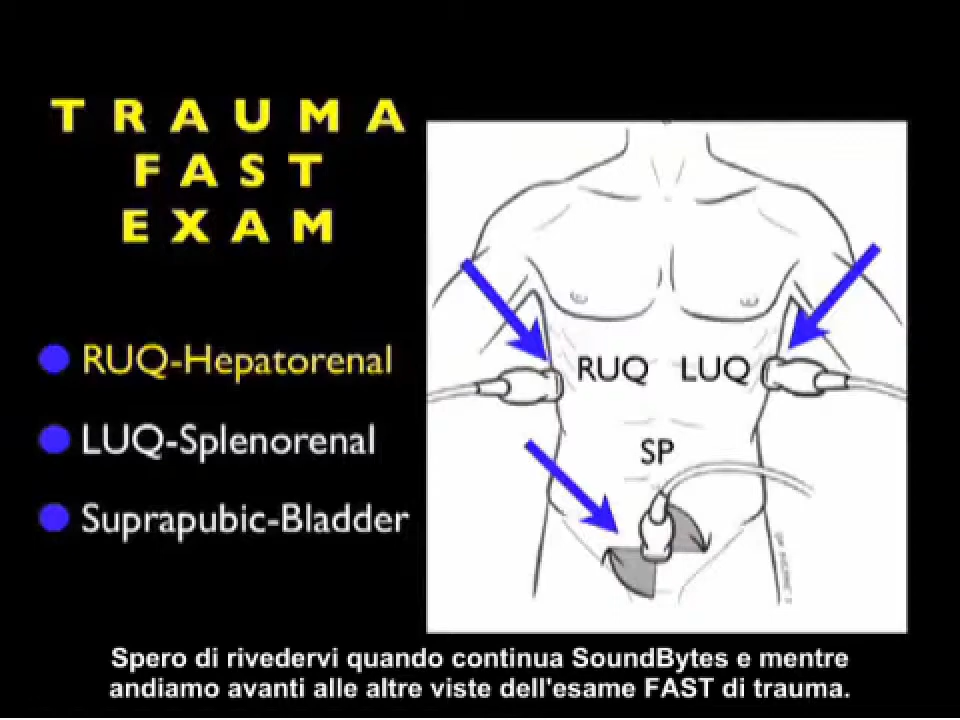 TRAUMA
FAST
EXAM
RUQ-Hepatorenal
LUQ-Splenorenal
Suprapubic-Bladder
RUQ LUQ
SP
Spero di rivedervi quando continua SoundBytes e mentre
andiamo avanti alle altre viste dell'esame FAST di trauma.